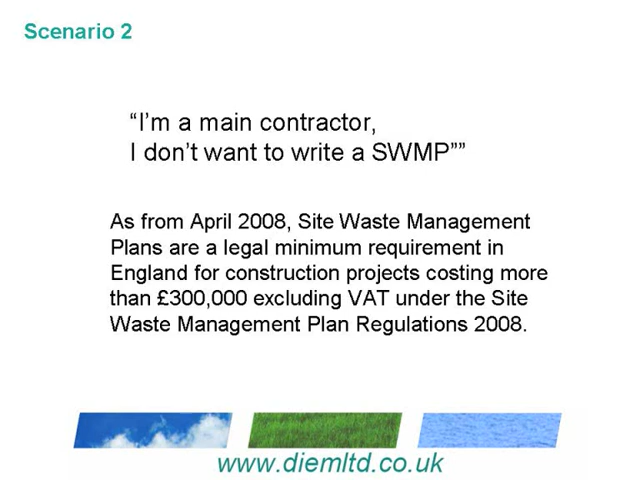 Scenario 2
“I’m a main contractor,
I don’t want to write a SWMP””
As from April 2008, Site Waste Management
Plans are a legal minimum requirement in
England for construction projects costing more
than £300,000 excluding VAT under the Site
Waste Management Plan Regulations 2008.
www.diemltd.co.uk